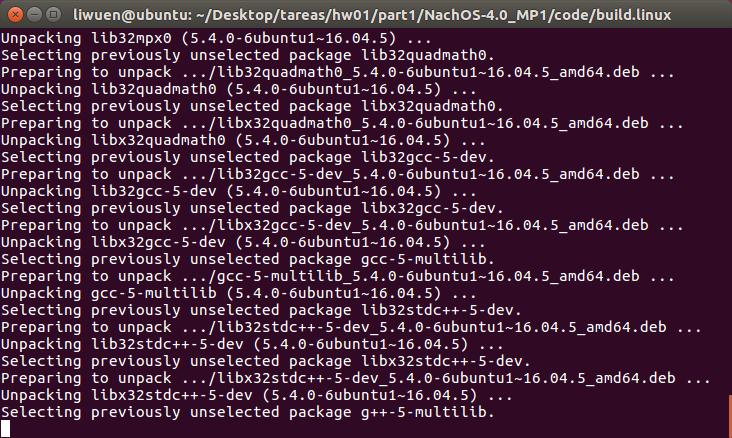 liwuen@ubuntu: ~/Desktop/tareas/hw01/part1/NachOS-4.0_MP1/code/build.linux
Unpacking lib32mpx0 (5.4.0-6ubuntu1~16.04.5) ...
Selecting previously unselected package lib32quadmath0.
Preparing to unpack .../lib32quadmath0_5.4.0-6ubuntu1~16.04.5_amd64.deb ...
Unpacking lib32quadmath0 (5.4.0-6ubuntu1~16.04.5) ...
Selecting previously unselected package libx32quadmath0.
Preparing to unpack .../libx32quadmath0_5.4.0-6ubuntu1~16.04.5_amd64.deb ...
Unpacking libx32quadmath0 (5.4.0-6ubuntu1~16.04.5) ...
Selecting previously unselected package lib32gcc-5-dev.
Preparing to unpack .../lib32gcc-5-dev_5.4.0-6ubuntu1~16.04.5_amd64.deb ...
Unpacking lib32gcc-5-dev (5.4.0-6ubuntu1~16.04.5) ...
Selecting previously unselected package libx32gcc-5-dev.
Preparing to unpack .../libx32gcc-5-dev_5.4.0-6ubuntu1~16.04.5_amd64.deb ...
Unpacking libx32gcc-5-dev (5.4.0-6ubuntu1~16.04.5) ...
Selecting previously unselected package gcc-5-multilib.
Preparing to unpack .../gcc-5-multilib_5.4.0-6ubuntu1~16.04.5_amd64.deb ...
Unpacking gcc-5-multilib (5.4.0-6ubuntu1~16.04.5) ...
Selecting previously unselected package lib32stdc++-5-dev.
Preparing to unpack .../lib32stdc++-5-dev_5.4.0-6ubuntu1~16.04.5_amd64.deb ...
Unpacking lib32stdc++-5-dev (5.4.0-6ubuntu1~16.04.5) ...
Selecting previously unselected package libx32stdc++-5-dev.
Preparing to unpack .../libx32stdc++-5-dev_5.4.0-6ubuntu1~16.04.5_amd64.deb ...
Unpacking libx32stdc++-5-dev (5.4.0-6ubuntu1~16.04.5) ...
Selecting previously unselected package g++-5-multilib.